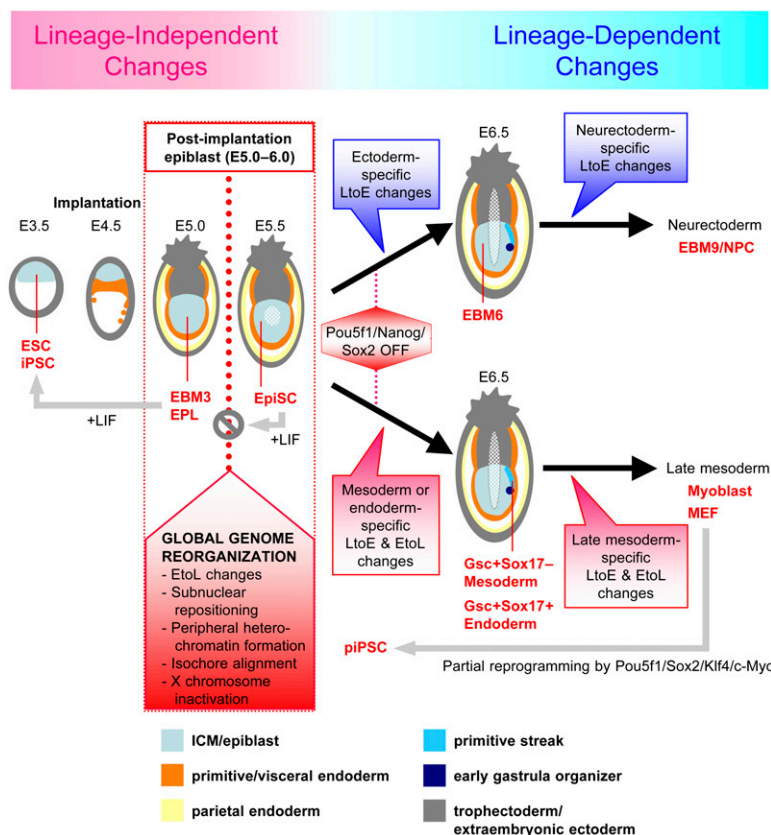 Lineage-Independent
Changes
Lineage-Dependent
Changes
Post-implantation
epiblast (E5.0–6.0)
Implantation
E3.5
E4.5
E5.0
E5.5
ESC
iPSC
+LIF
EBM3
EPL
EpiSC
+LIF
GLOBAL GENOME
REORGANIZATION
- EtoL changes
- Subnuclear
repositioning
- Peripheral hetero-
chromatin formation
- Isochore alignment
- X chromosome
inactivation
Ectoderm-
specific
LtoE changes
E6.5
EBM6
Neurectoderm-
specific
LtoE changes
Neurectoderm
EBM9/NPC
Pou5f1/Nanog/
Sox2 OFF
Mesoderm or
endoderm-
specific
LtoE & EtoL
changes
E6.5
Gsc+Sox17–
Mesoderm
Gsc+Sox17+
Endoderm
Late mesoderm-
specific
LtoE & EtoL
changes
Late mesoderm
Myoblast
MEF
piPSC
Partial reprogramming by Pou5f1/Sox2/Klf4/c-Myc
ICM/epiblast
primitive/visceral endoderm
parietal endoderm
primitive streak
early gastrula organizer
trophectoderm/
extraembryonic ectoderm